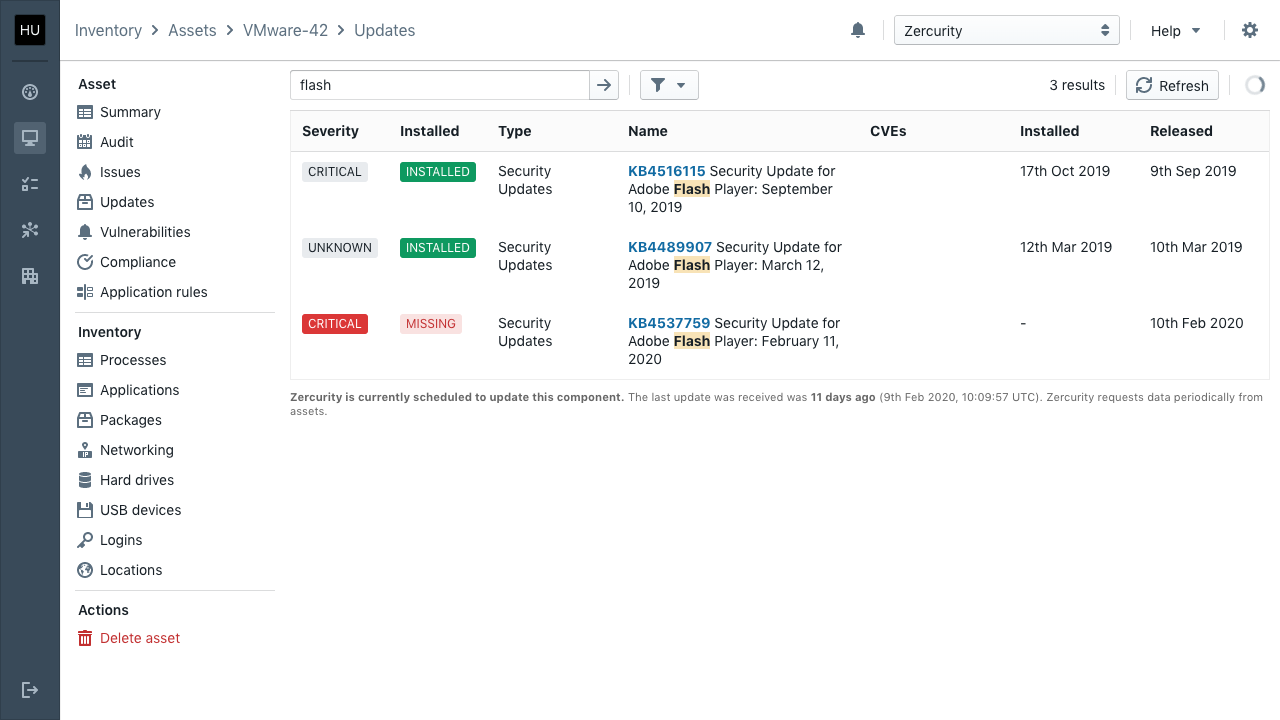 HU
Inventory > Assets > VMware-42 > Updates
Zercurity
Help
Asset
Summary
Audit
Issues
Updates
Vulnerabilities
Compliance
Application rules
Inventory
Processes
Applications
Packages
Networking
Hard drives
USB devices
Logins
Locations
Actions
Delete asset
flash
3 results
Refresh
Severity Installed Type Name CVEs Installed Released
CRITICAL INSTALLED Security KB4516115 Security Update for 17th Oct 2019 9th Sep 2019
Updates Adobe Flash Player: September
10, 2019
UNKNOWN INSTALLED Security KB4489907 Security Update for 12th Mar 2019 10th Mar 2019
Updates Adobe Flash Player: March 12,
2019
CRITICAL MISSING Security KB4537759 Security Update for - 10th Feb 2020
Updates Adobe Flash Player: February 11,
2020
Zercurity is currently scheduled to update this component. The last update was received was 11 days ago (9th Feb 2020, 10:09:57 UTC). Zercurity requests data periodically from
assets.